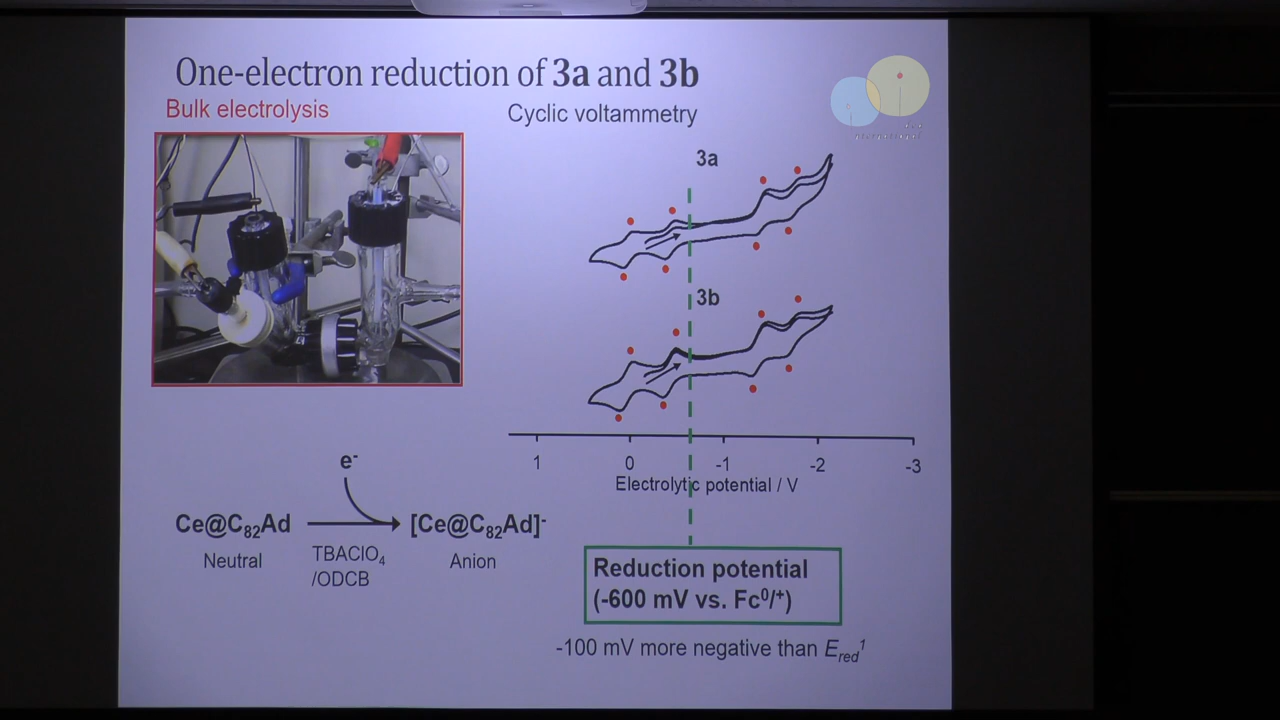 One-electron reduction of 3a and 3b
Bulk electrolysis
Cyclic voltammetry
3a
3b
1 0 -1 -2 -3
Electrolytic potential / V
e-
Ce@C82Ad
[Ce@C82Ad]-
Neutral
TBAClO4
/ODCB
Anion
Reduction potential
(-600 mV vs. Fc0/+)
-100 mV more negative than Ered1